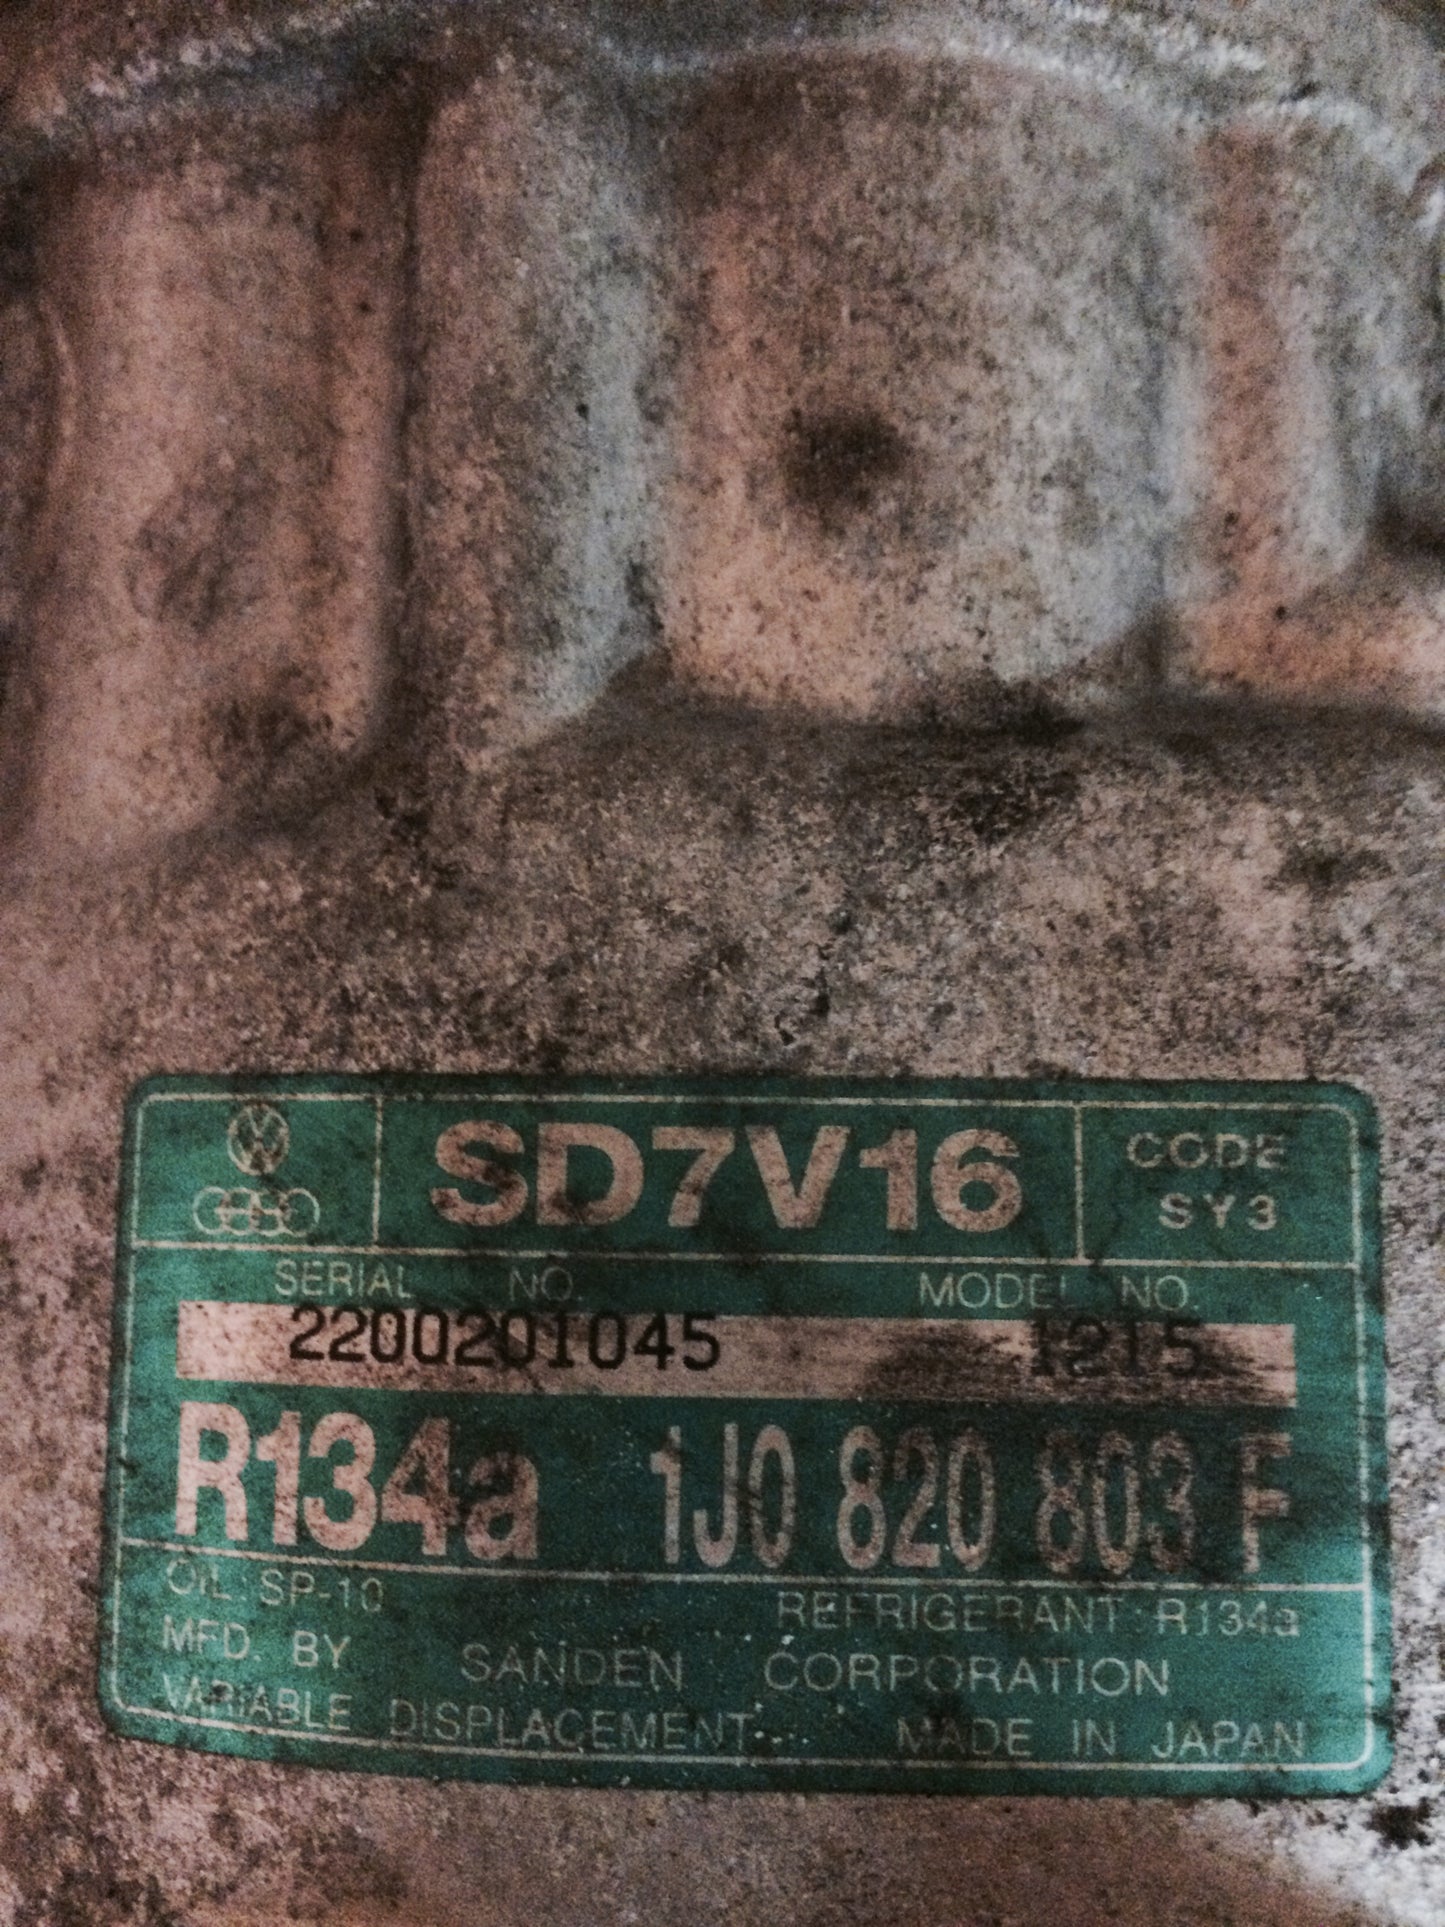 SD7V16
CODE
SY3
SERIAL NO.
MODEL NO.
2200201045
1215
R134a 1J0 820 803 F
OIL: SP-10
REFRIGERANT: R134a
MFD. BY SANDEN CORPORATION
VARIABLE DISPLACEMENT MADE IN JAPAN